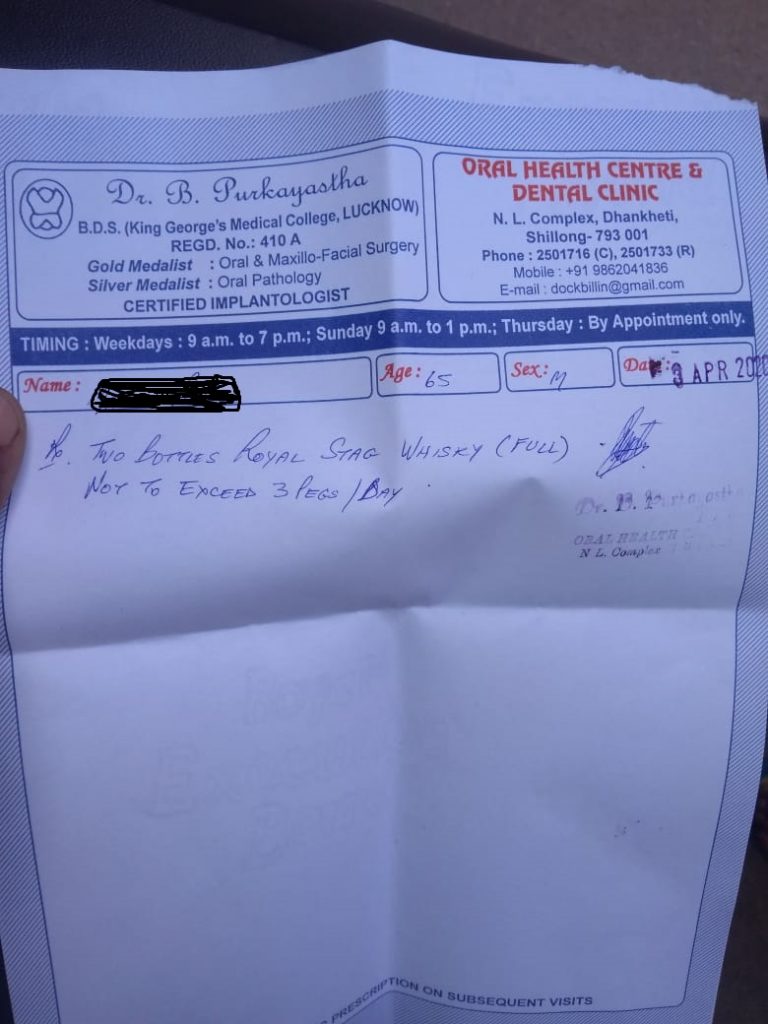 Dr. B. Purkayastha
B.D.S. (King George's Medical College, LUCKNOW)
REGD. No.: 410 A
Gold Medalist : Oral & Maxillo-Facial Surgery
Silver Medalist : Oral Pathology
CERTIFIED IMPLANTOLOGIST
ORAL HEALTH CENTRE &
DENTAL CLINIC
N. L. Complex, Dhankheti,
Shillong- 793 001
Phone : 2501716 (C), 2501733 (R)
Mobile : +91 9862041836
E-mail : dockbillin@gmail.com
TIMING : Weekdays : 9 a.m. to 7 p.m.; Sunday 9 a.m. to 1 p.m.; Thursday : By Appointment only.
Name : Age : 65 Sex : M Date 3 APR 2020
Rx. TWO BOTTLES ROYAL STAG WHISKY (FULL)
NOT TO EXCEED 3 PEGS / DAY
Dr. B.
ORAL HEALTH
N L. Complex
PRESCRIPTION ON SUBSEQUENT VISITS